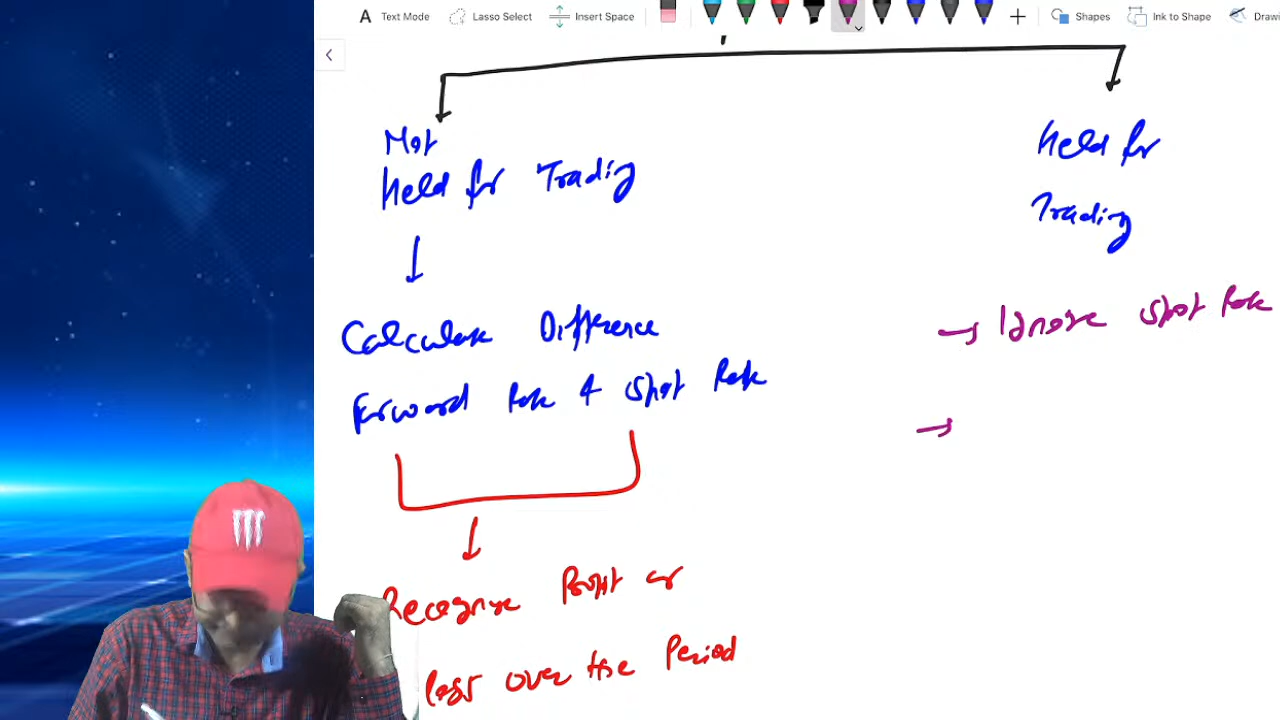 Text Mode
Lasso Select
Insert Space
Shapes
Ink to Shape
Drawi
Not
Held for Trading
Calculate Difference
Forward Rate & Spot Rate
Recognise Profit or
loss over the Period
Held for
Trading
→ Ignore Spot Rate
→